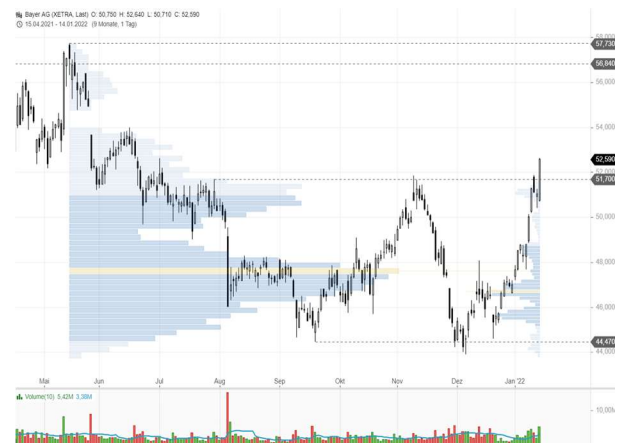 Bayer AG (XETRA, Last) O: 50,750 H: 52,640 L: 50,710 C: 52,590
15.04.2021 - 14.01.2022 (9 Monate, 1 Tag)
58,000
57,730
56,840
56,000
54,000
52,590
52,000
51,700
50,000
48,000
46,000
44,470
44,000
Mai Jun Jul Aug Sep Okt Nov Dez Jan '22
Volume(10) 5,42M 3,38M
10,00M